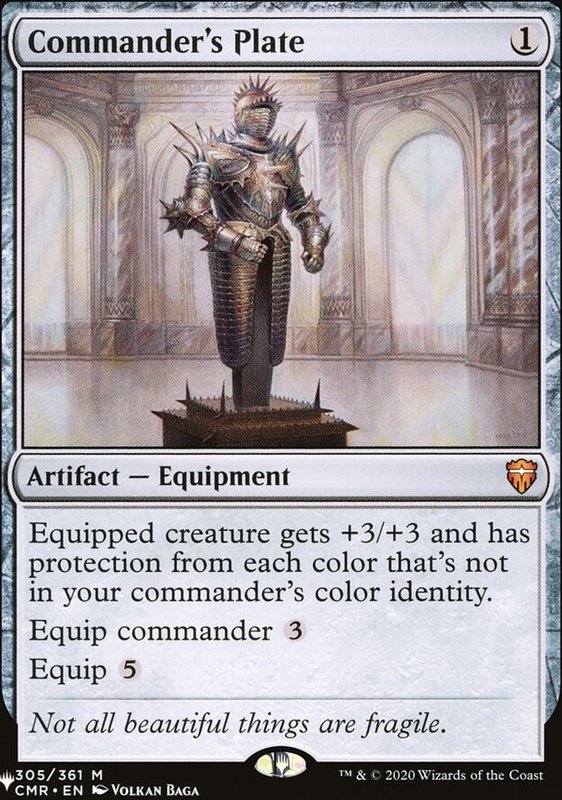 Commander's Plate 1
Artifact — Equipment
Equipped creature gets +3/+3 and has
protection from each color that's not
in your commander's color identity.
Equip commander 3
Equip 5
Not all beautiful things are fragile.
305/361 M
CMR • EN Volkan Baga
™ & © 2020 Wizards of the Coast